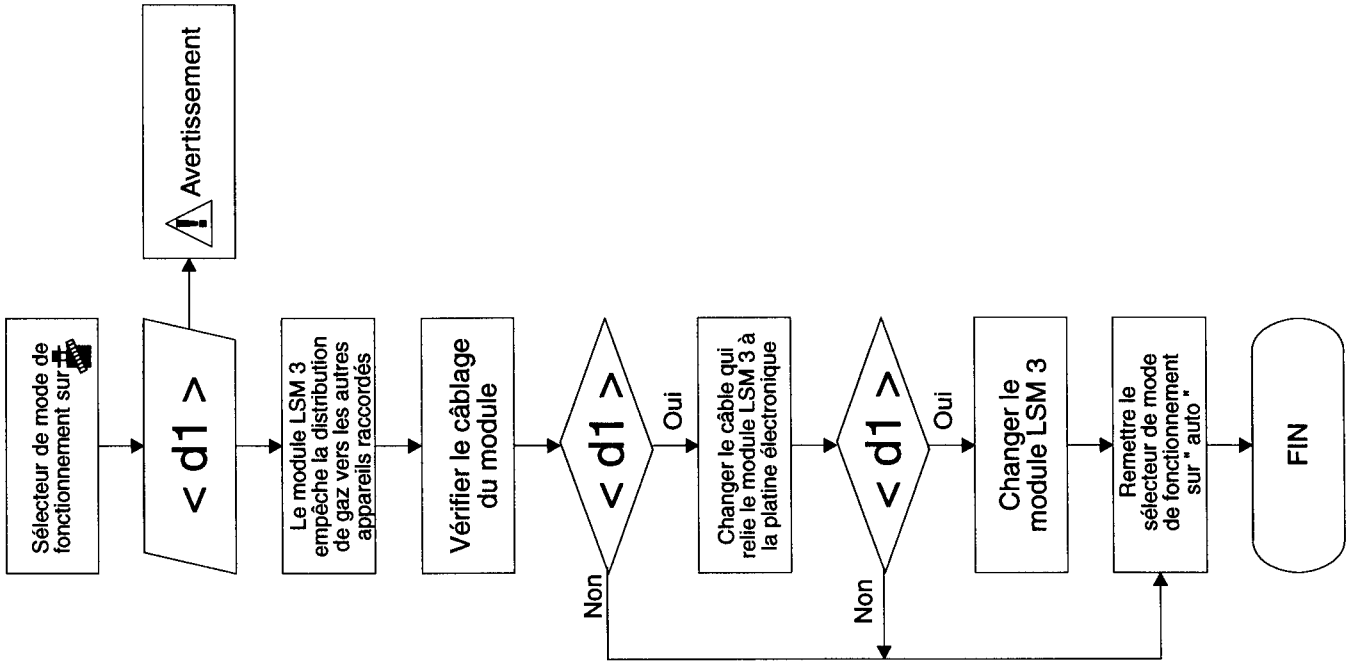 Sélecteur de mode de
fonctionnement sur
< d1 >
Avertissement
Le module LSM 3
empêche la distribution
de gaz vers les autres
appareils raccordés
Vérifier le câblage
du module
< d1 >
Non
Oui
Changer le câble qui
relie le module LSM 3 à
la platine électronique
< d1 >
Non
Oui
Changer le
module LSM 3
Remettre le
sélecteur de mode
de fonctionnement
sur " auto "
FIN